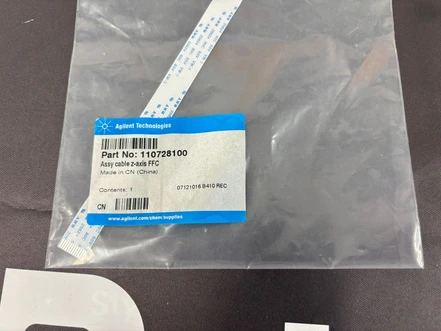 Agilent Technologies
Part No: 110728100
Assy cable z-axis FFC
Made in CN (China)
Contents: 1
07121016 B410 REC
CN
www.agilent.com/chem/supplies